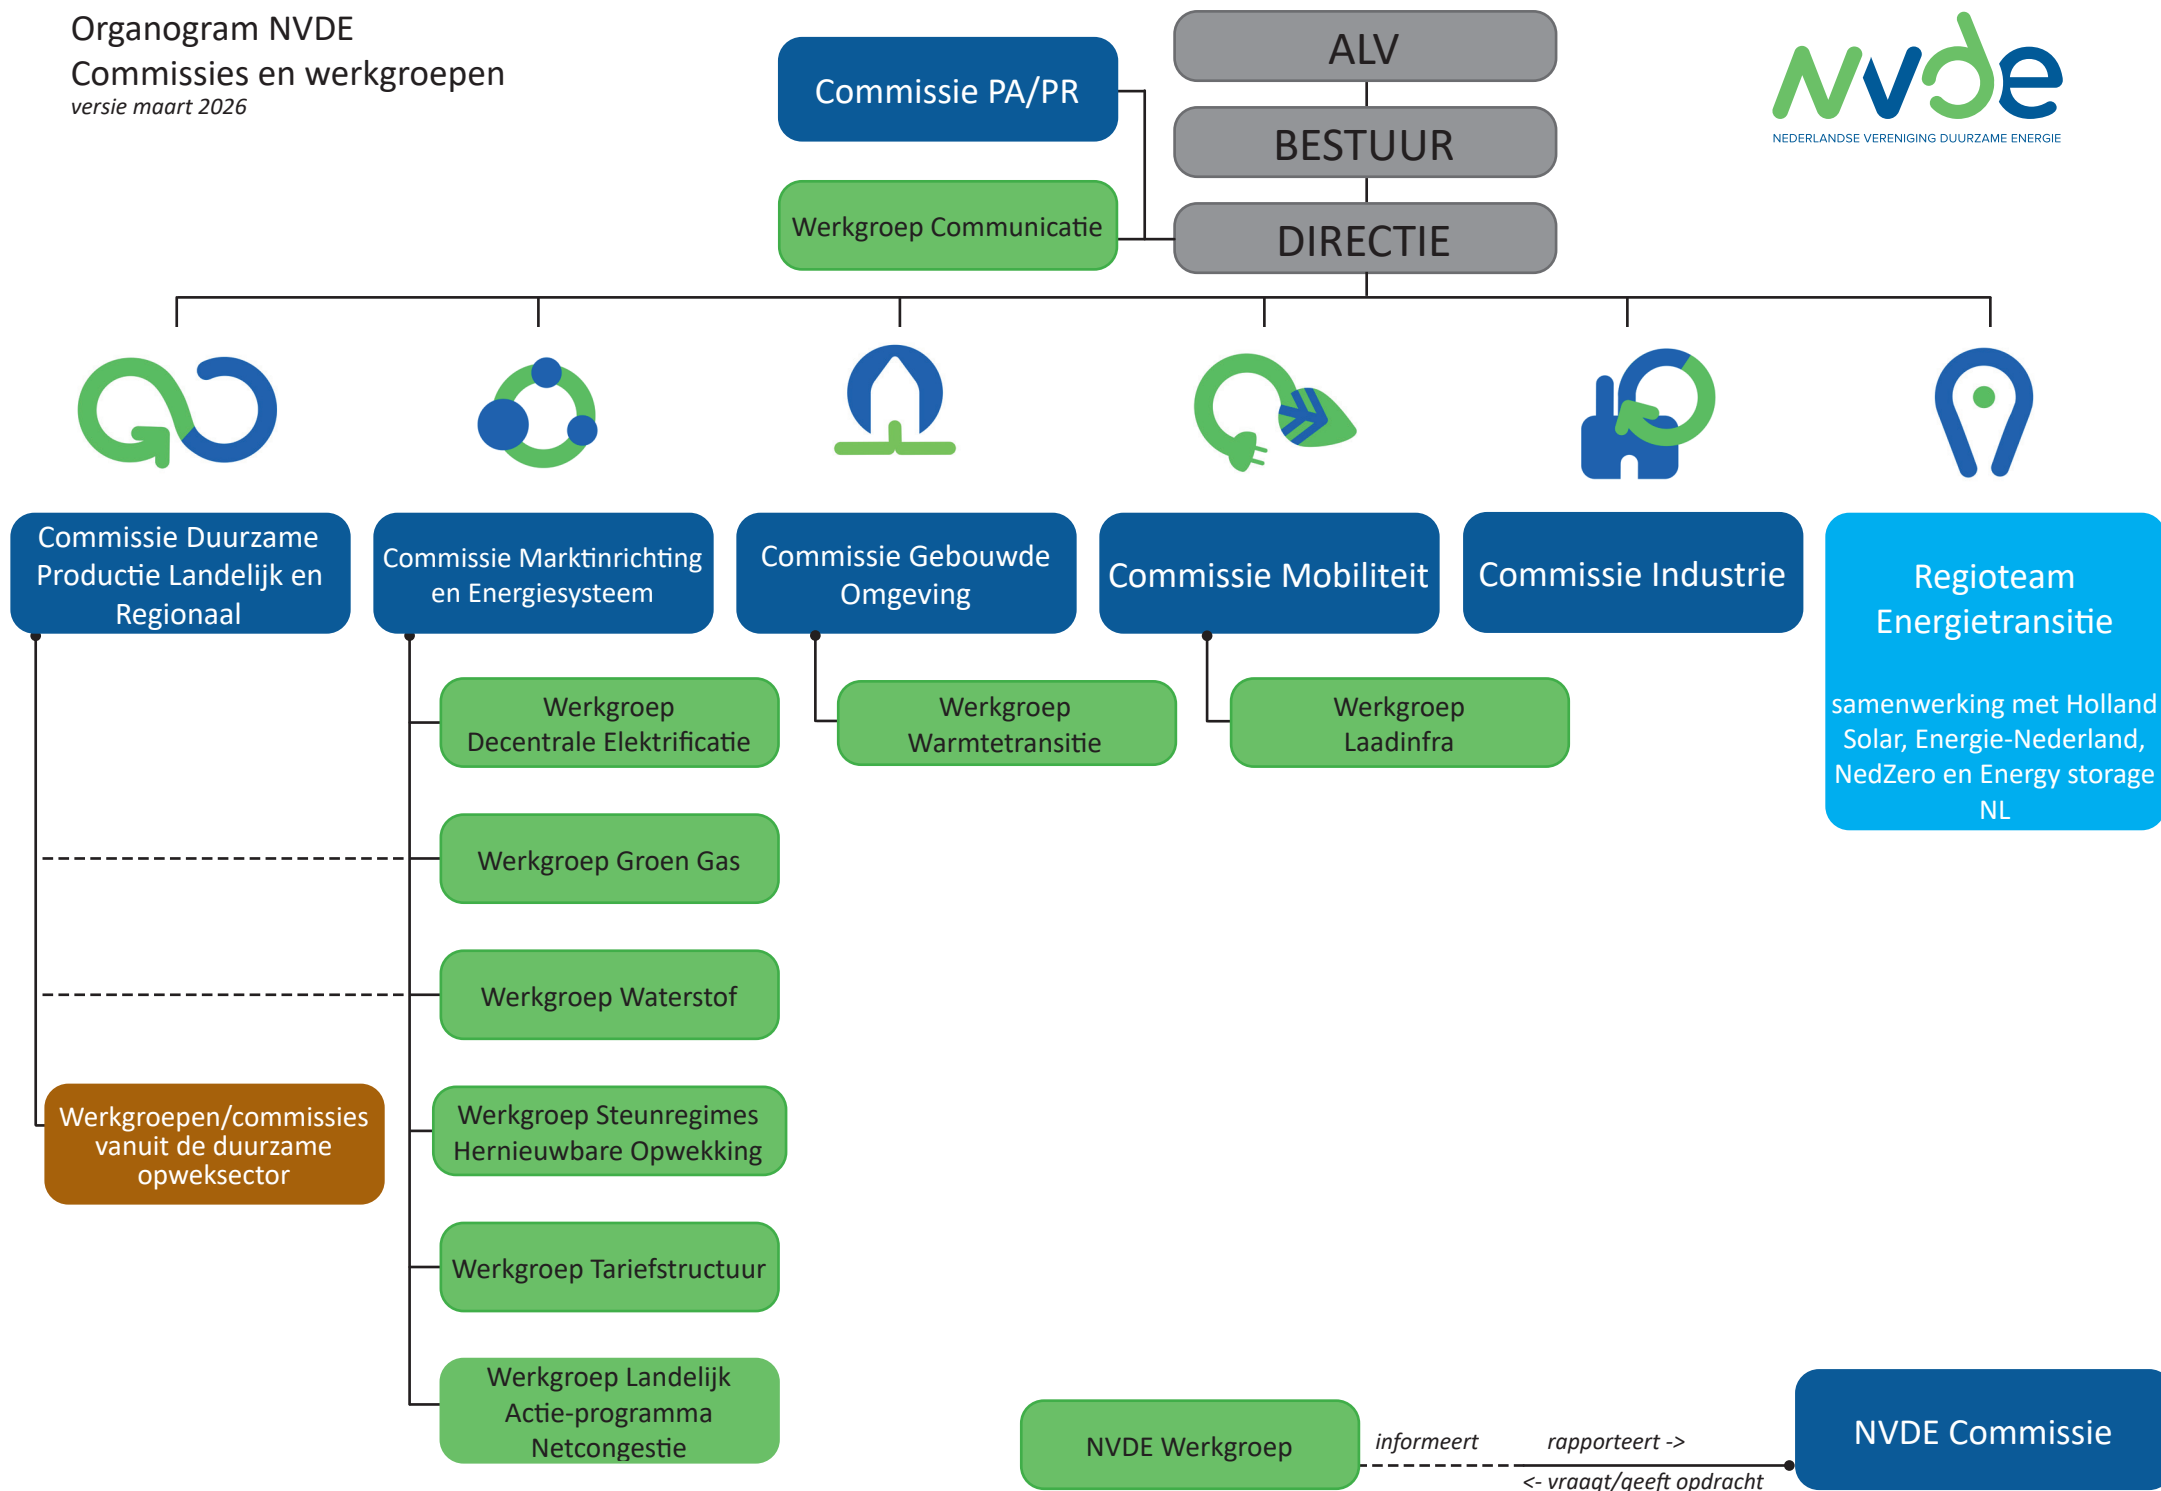 Organogram NVDE
Commissies en werkgroepen
versie maart 2026
Commissie PA/PR
Werkgroep Communicatie
ALV
BESTUUR
DIRECTIE
nvde
NEDERLANDSE VERENIGING DUURZAME ENERGIE
Commissie Duurzame
Productie Landelijk en
Regionaal
Commissie Marktinrichting
en Energiesysteem
Commissie Gebouwde
Omgeving
Commissie Mobiliteit
Commissie Industrie
Regioteam
Energietransitie
samenwerking met Holland
Solar, Energie-Nederland,
NedZero en Energy storage
NL
Werkgroep
Decentrale Elektrificatie
Werkgroep
Warmtetransitie
Werkgroep
Laadinfra
Werkgroep Groen Gas
Werkgroep Waterstof
Werkgroepen/commissies
vanuit de duurzame
opweksector
Werkgroep Steunregimes
Hernieuwbare Opwekking
Werkgroep Tariefstructuur
Werkgroep Landelijk
Actie-programma
Netcongestie
NVDE Werkgroep
informeert
rapporteert ->
<- vraagt/geeft opdracht
NVDE Commissie